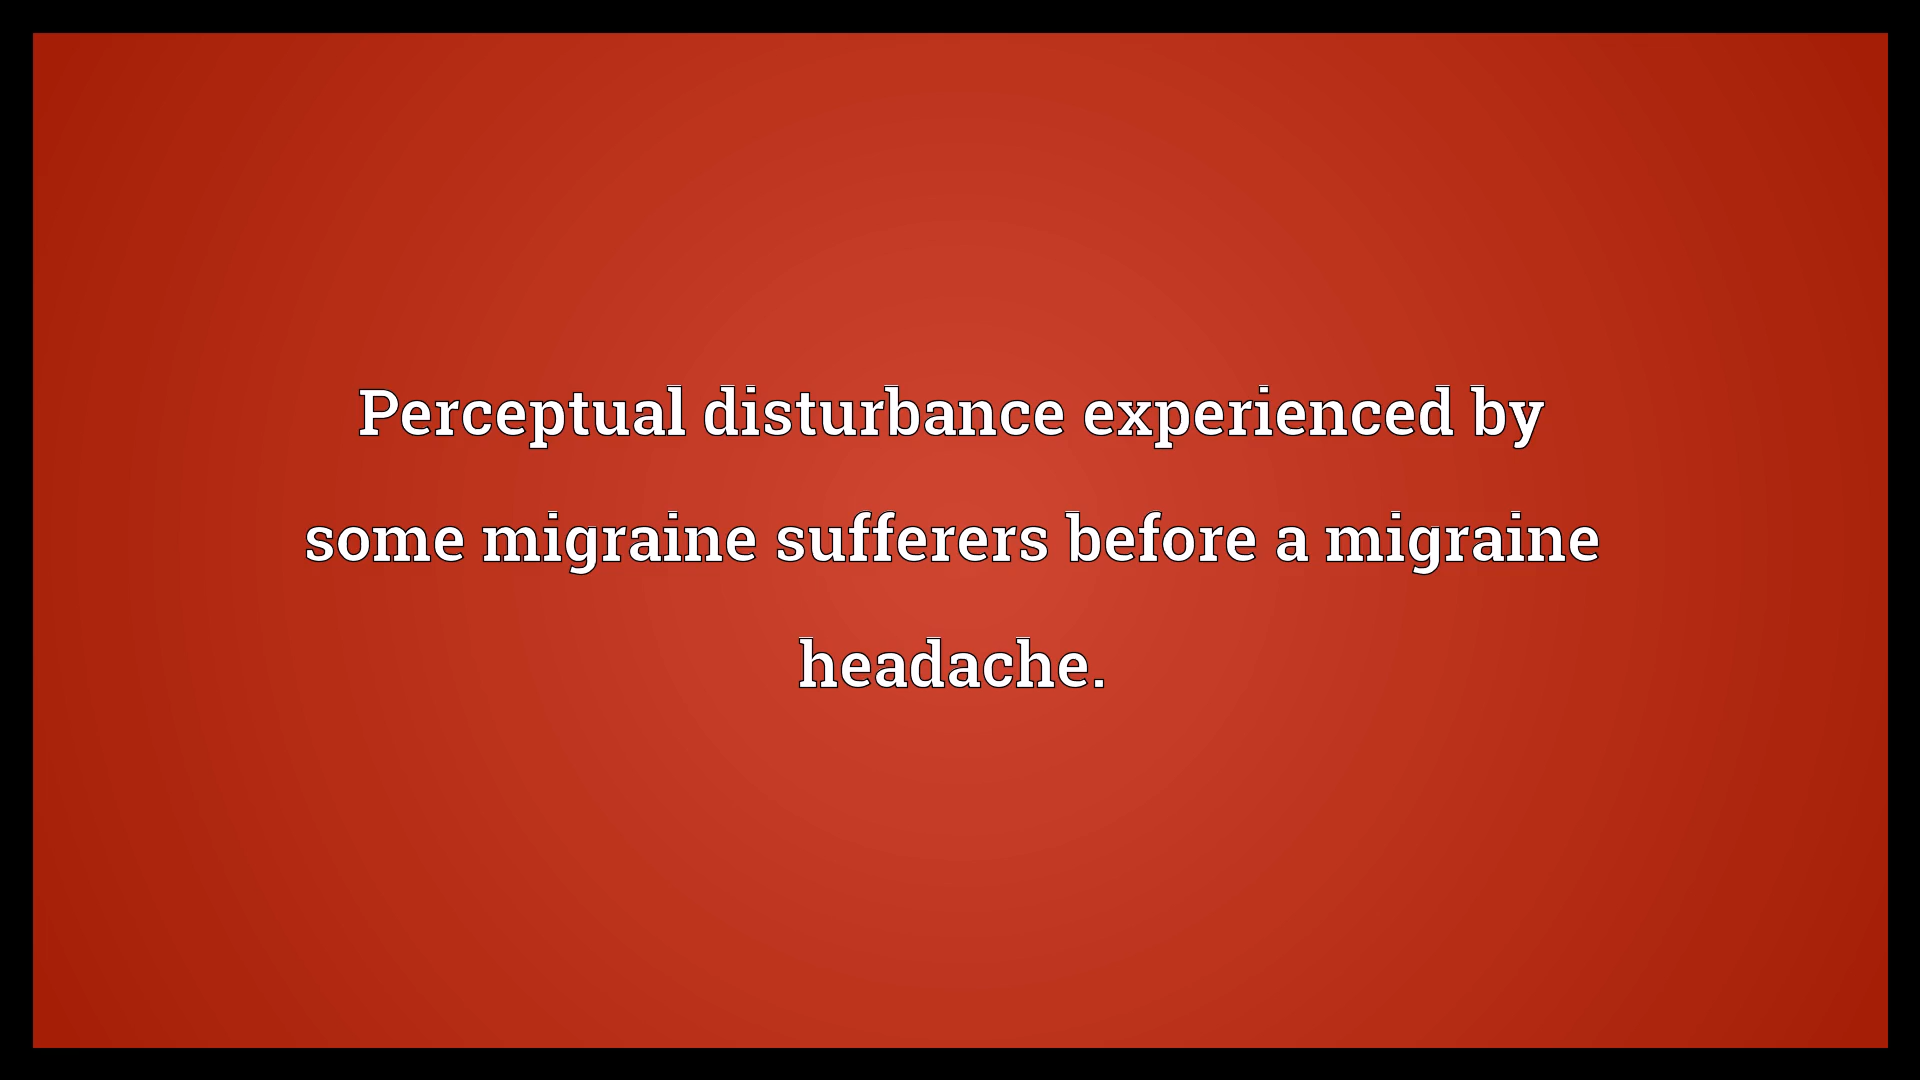 Perceptual disturbance experienced by
some migraine sufferers before a migraine
headache.